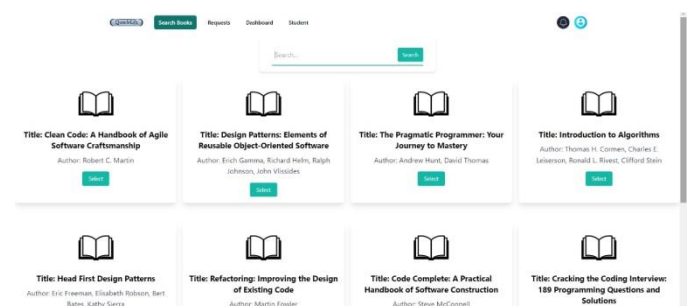 Search Books Requests Dashboard Student
Search...
Search
Title: Clean Code: A Handbook of Agile
Software Craftsmanship
Author: Robert C. Martin
Select
Title: Design Patterns: Elements of
Reusable Object-Oriented Software
Author: Erich Gamma, Richard Helm, Ralph
Johnson, John Vlissides
Select
Title: The Pragmatic Programmer: Your
Journey to Mastery
Author: Andrew Hunt, David Thomas
Select
Title: Introduction to Algorithms
Author: Thomas H. Cormen, Charles E.
Leiserson, Ronald L. Rivest, Clifford Stein
Select
Title: Head First Design Patterns
Author: Eric Freeman, Elisabeth Robson, Bert
Bates, Kathy Sierra
Title: Refactoring: Improving the Design
of Existing Code
Author: Martin Fowler
Title: Code Complete: A Practical
Handbook of Software Construction
Author: Steve McConnell
Title: Cracking the Coding Interview:
189 Programming Questions and
Solutions